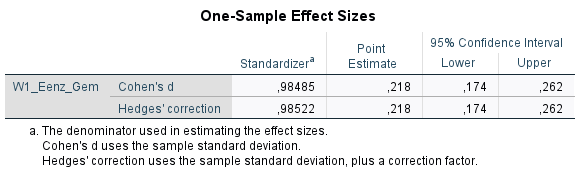 One-Sample Effect Sizes
Standardizerᵃ Point Estimate 95% Confidence Interval
Lower Upper
W1_Eenz_Gem Cohen's d ,98485 ,218 ,174 ,262
Hedges' correction ,98522 ,218 ,174 ,262
a. The denominator used in estimating the effect sizes.
Cohen's d uses the sample standard deviation.
Hedges' correction uses the sample standard deviation, plus a correction factor.